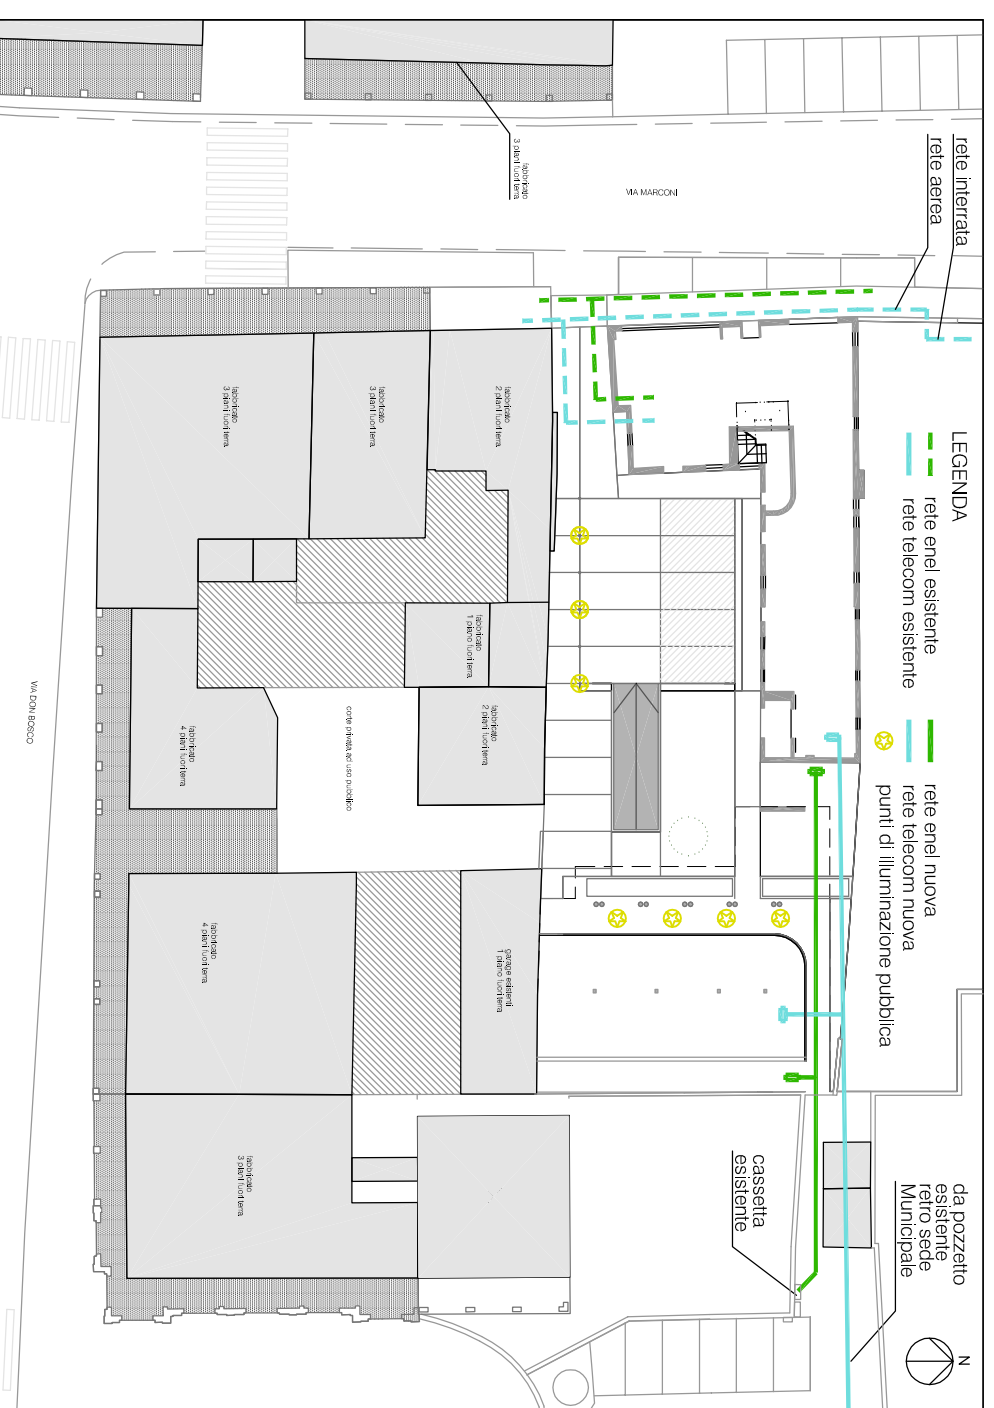 rete interrata
rete aerea
LEGENDA
rete enel esistente
rete telecom esistente
rete enel nuova
rete telecom nuova
punti di illuminazione pubblica
da pozzetto
esistente
retro sede
Municipale
N
cassetta
esistente
VIA MARCONI
fabbricato
3 piani fuori terra
fabbricato
2 piani fuori terra
fabbricato
3 piani fuori terra
fabbricato
3 piani fuori terra
fabbricato
1 piano fuori terra
fabbricato
2 piani fuori terra
corte privata ad uso pubblico
fabbricato
4 piani fuori terra
garage esistenti
1 piano fuori terra
fabbricato
4 piani fuori terra
fabbricato
3 piani fuori terra
VIA DON BOSCO